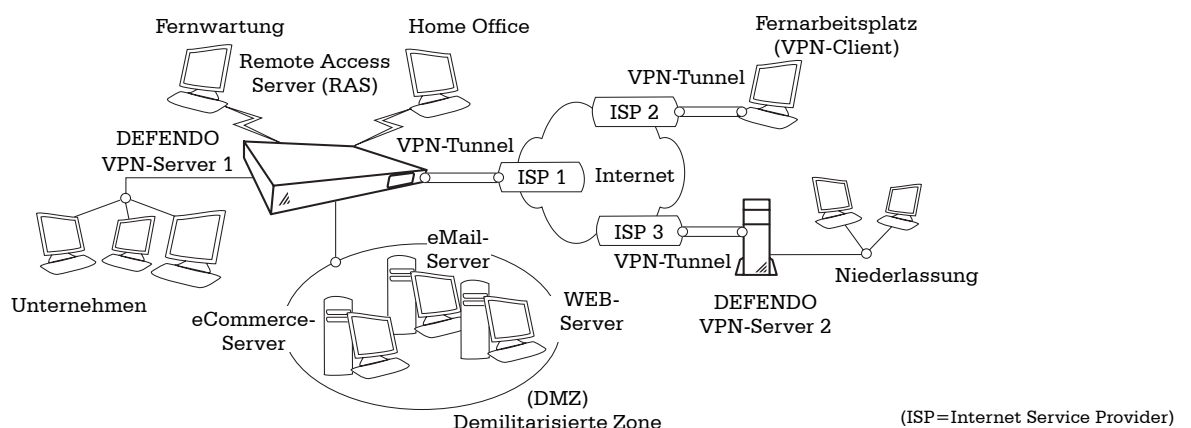 Fernwartung
Home Office
Fernarbeitsplatz
(VPN-Client)
Remote Access
Server (RAS)
VPN-Tunnel
ISP 2
DEFENDO
VPN-Server 1
VPN-Tunnel
ISP 1
Internet
ISP 3
VPN-Tunnel
Niederlassung
DEFENDO
VPN-Server 2
Unternehmen
eMail-
Server
WEB-
Server
eCommerce-
Server
(DMZ)
Demilitarisierte Zone
(ISP=Internet Service Provider)